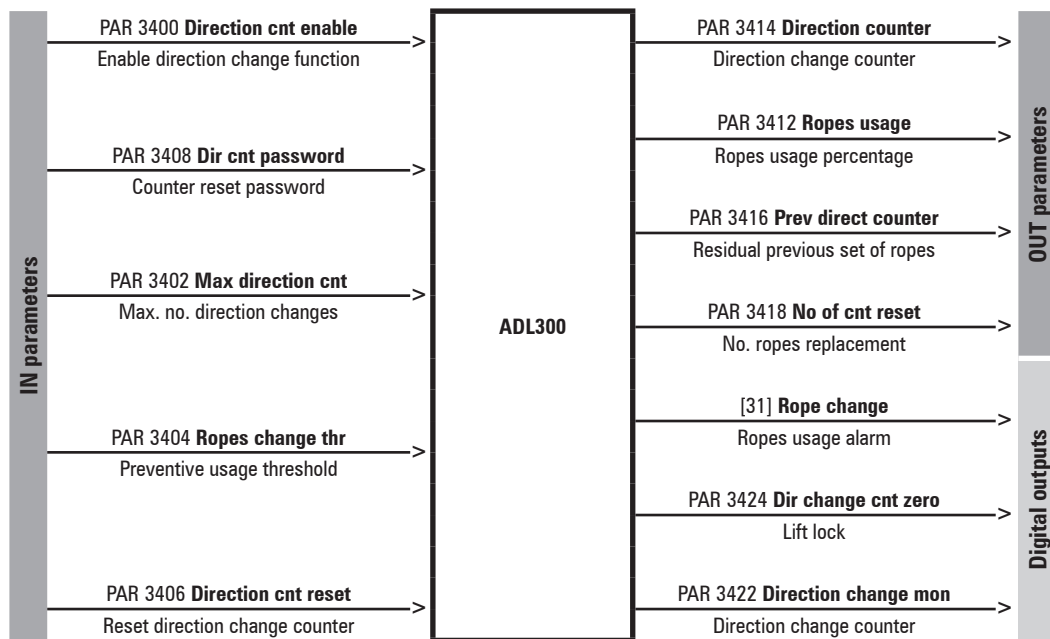 IN parameters
PAR 3400 Direction cnt enable
Enable direction change function
PAR 3408 Dir cnt password
Counter reset password
PAR 3402 Max direction cnt
Max. no. direction changes
PAR 3404 Ropes change thr
Preventive usage threshold
PAR 3406 Direction cnt reset
Reset direction change counter
ADL300
PAR 3414 Direction counter
Direction change counter
PAR 3412 Ropes usage
Ropes usage percentage
PAR 3416 Prev direct counter
Residual previous set of ropes
PAR 3418 No of cnt reset
No. ropes replacement
[31] Rope change
Ropes usage alarm
PAR 3424 Dir change cnt zero
Lift lock
PAR 3422 Direction change mon
Direction change counter
OUT parameters
Digital outputs